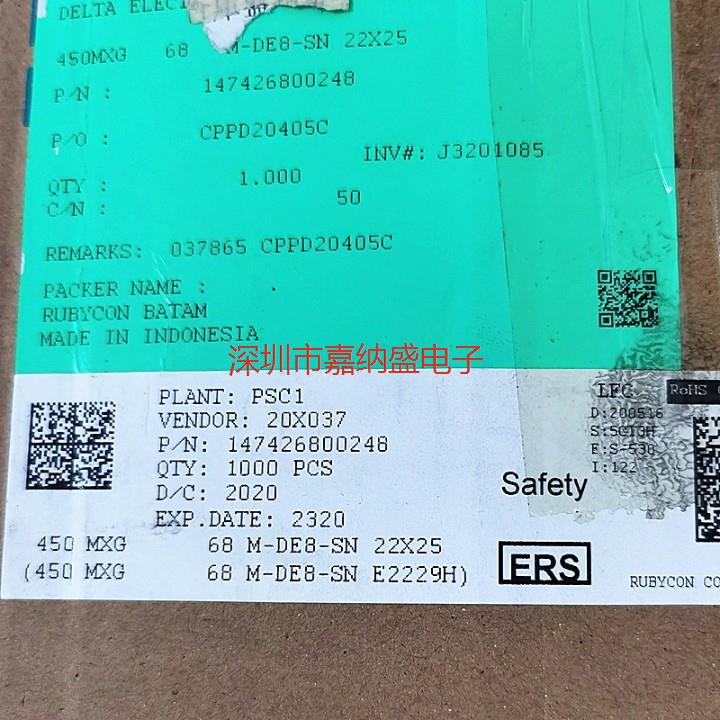 DELTA
450MXG 68 M-DE8-SN 22X25
P/N : 147426800248
P/O : CPPD20405C
INV#: J3201085
QTY : 1.000
C/N : 50
REMARKS: 037865 CPPD20405C
PACKER NAME :
RUBYCON BATAM
MADE IN INDONESIA
深圳市嘉纳盛电子
PLANT: PSC1
VENDOR: 20X037
P/N: 147426800248
QTY: 1000 PCS
D/C: 2020
EXP.DATE: 2320
LFC RoHS
D:200516
I:122
Safety
450 MXG 68 M-DE8-SN 22X25
(450 MXG 68 M-DE8-SN E2229H)
ERS
RUBYCON